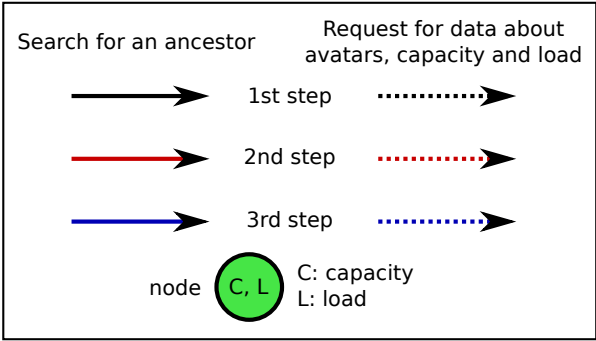 Search for an ancestor
Request for data about
avatars, capacity and load
1st step
2nd step
3rd step
node
C, L
C: capacity
L: load